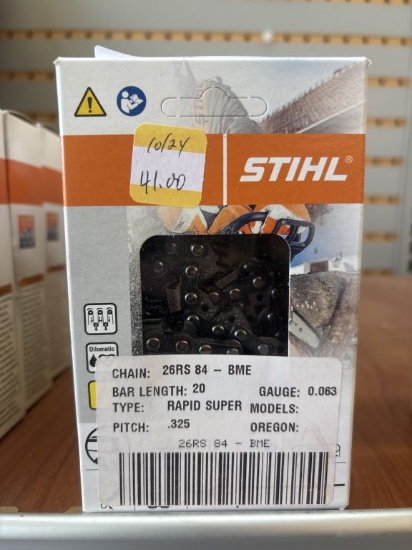 10/24
41.00
STIHL®
Oilomatic
CHAIN: 26RS 84 - BME
BAR LENGTH: 20 GAUGE: 0.063
TYPE: RAPID SUPER MODELS:
PITCH: .325 OREGON:
26RS 84 - BME